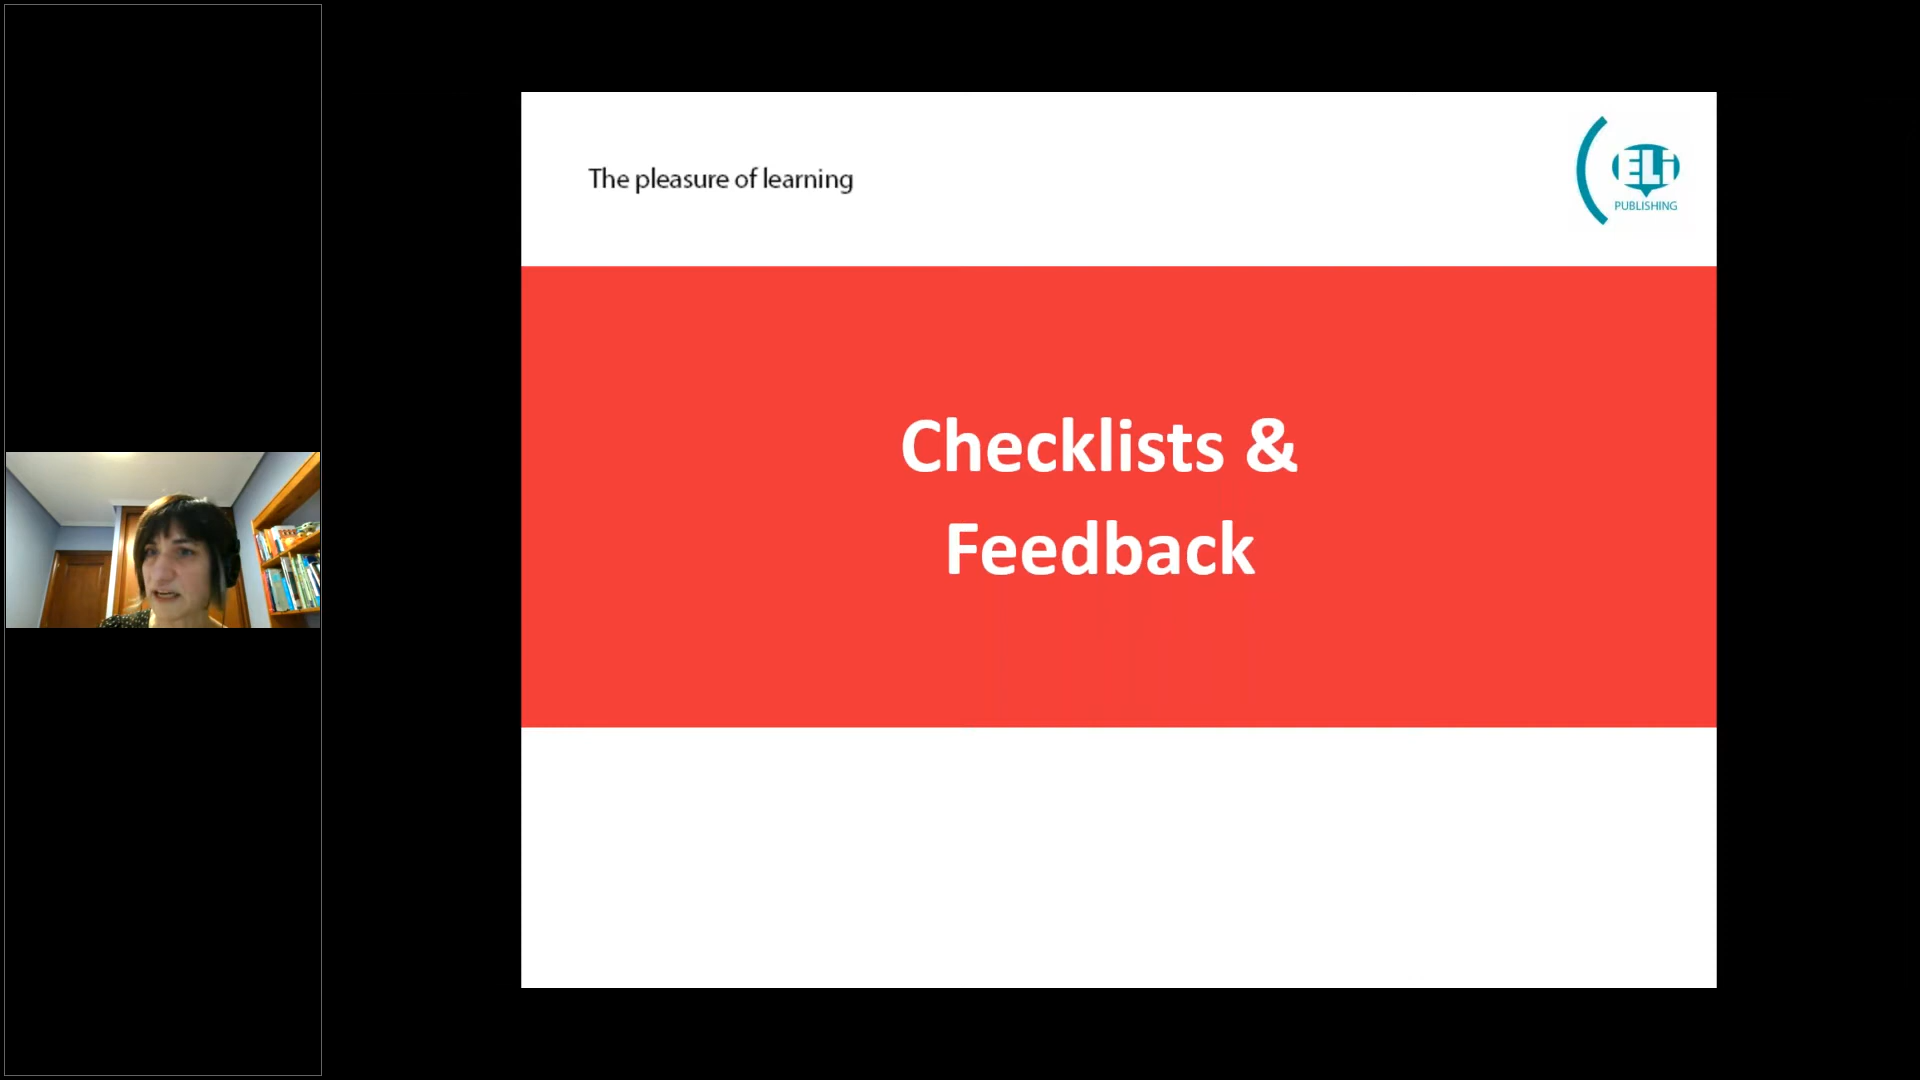 The pleasure of learning
ELi
PUBLISHING
Checklists &
Feedback